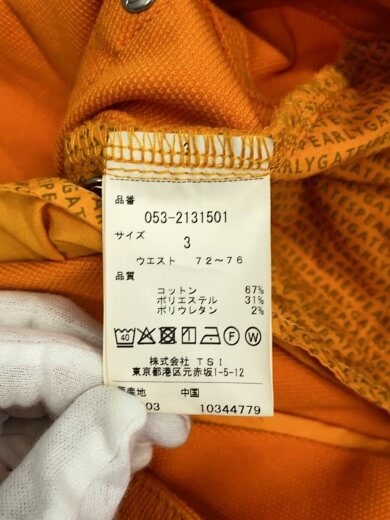 品番
053-2131501
サイズ
3
ウエスト 72～76
品質
コットン 67%
ポリエステル 31%
ポリウレタン 2%
40 F W
株式会社 TSI
東京都港区元赤坂1-5-12
原産地 中国
03 10344779
PEARLYGATES